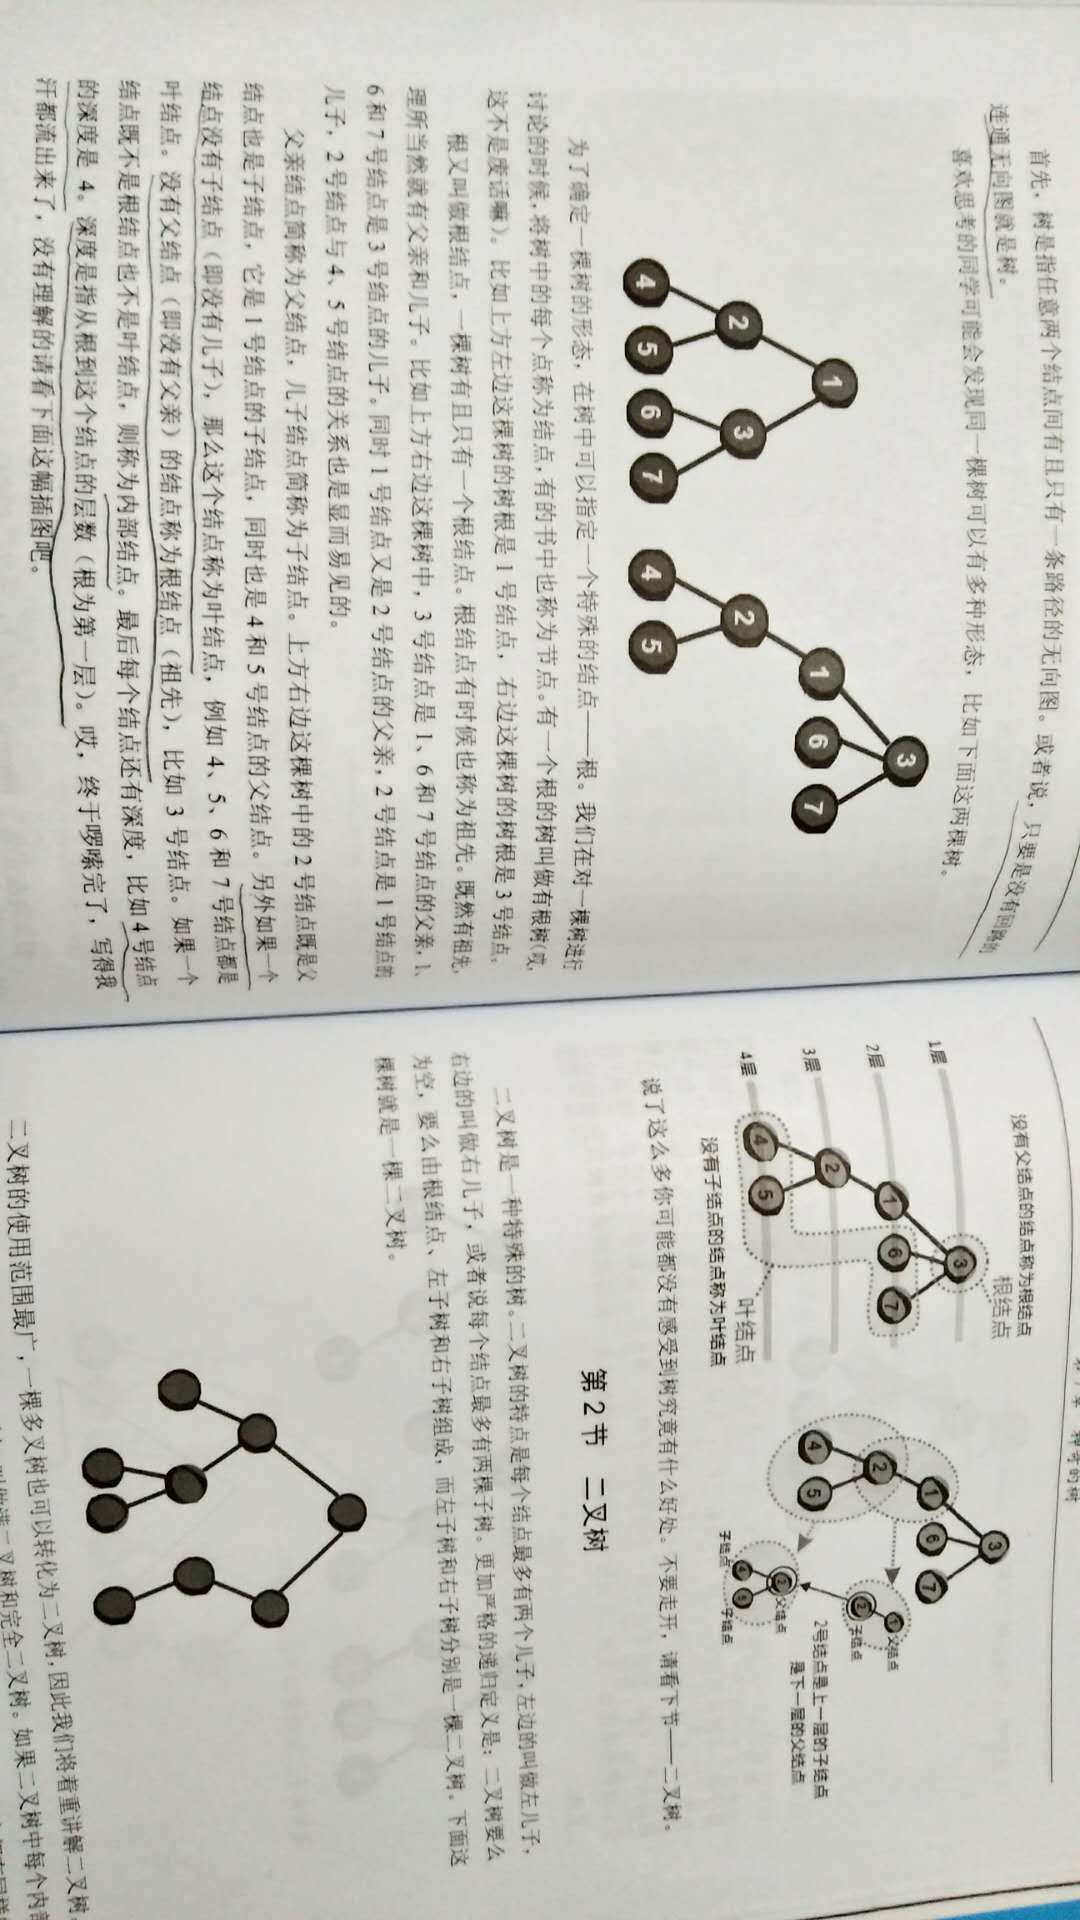 首先，树是指任意两个结点间有且只有一条路径的无向图。或者说，只要是没有回路的
连通无向图就是树。
喜欢思考的同学可能会发现同一棵树可以有多种形态，比如下面这两棵树。
1
2 3
4 5 6 7
3
1 6 7
2
4 5
为了确定一棵树的形态，在树中可以指定一个特殊的结点——根。我们在对一棵树进行
讨论的时候，将树中的每个点称为结点，有的书中也称为节点。有一个根的树叫做有根树（哎，
这不是废话嘛）。比如上方左边这棵树的树根是 1 号结点，右边这棵树的树根是 3 号结点。
根又叫做根结点，一棵树有且只有一个根结点。根结点有时候也称为祖先。既然有祖先，
理所当然就有父亲和儿子。比如上方右边这棵树中，3 号结点是 1、6 和 7 号结点的父亲，1、
6 和 7 号结点是 3 号结点的儿子。同时 1 号结点又是 2 号结点的父亲，2 号结点是 1 号结点的
儿子，2 号结点与 4、5 号结点的关系也是显而易见的。
父亲结点简称为父结点，儿子结点简称为子结点。上方右边这棵树中的 2 号结点既是父
结点也是子结点，它是 1 号结点的子结点，同时也是 4 和 5 号结点的父结点。另外如果一个
结点没有子结点（即没有儿子），那么这个结点称为叶结点，例如 4、5、6 和 7 号结点都是
叶结点。没有父结点（即没有父亲）的结点称为根结点（祖先），比如 3 号结点。如果一个
结点既不是根结点也不是叶结点，则称为内部结点。最后每个结点还有深度，比如 4 号结点
的深度是 4。深度是指从根到这个结点的层数（根为第一层）。哎，终于啰嗦完了，写得我
汗都流出来了，没有理解的请看下面这幅插图吧。
神奇的树
没有父结点的结点称为根结点
根结点
1层
3
2层
1 6 7
3层
2
4层
4 5
叶结点
没有子结点的结点称为叶结点
3
1 6 7
2
4 5
1 父结点
2 子结点
2号结点是上一层的子结点
是下一层的父结点
2 父结点
4 5
子结点 子结点
说了这么多你可能都没有感受到树究竟有什么好处。不要走开，请看下节——二叉树。
第 2 节 二叉树
二叉树是一种特殊的树。二叉树的特点是每个结点最多有两个儿子，左边的叫做左儿子，
右边的叫做右儿子，或者说每个结点最多有两棵子树。更加严格的递归定义是：二叉树要么
为空，要么由根结点、左子树和右子树组成，而左子树和右子树分别是一棵二叉树。下面这
棵树就是一棵二叉树。
二叉树的使用范围最广，一棵多叉树也可以转化为二叉树，因此我们将着重讲解二叉树。
叫做满二叉树和完全二叉树。如果二叉树中每个内部